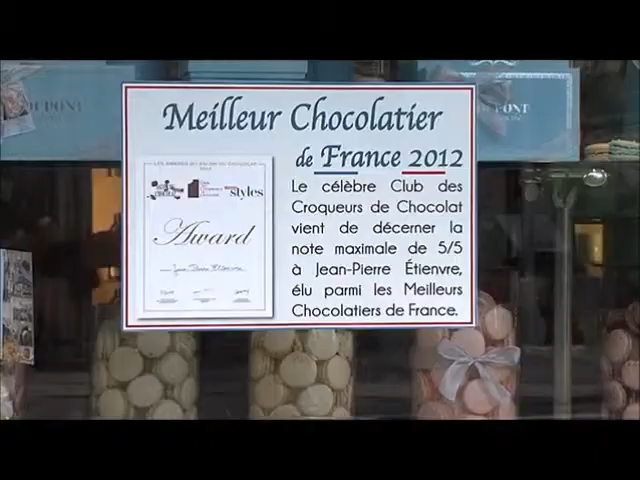 Meilleur Chocolatier
de France 2012
Le célèbre Club des
Croqueurs de Chocolat
vient de décerner la
note maximale de 5/5
à Jean-Pierre Étienvre,
élu parmi les Meilleurs
Chocolatiers de France.
styles
Award